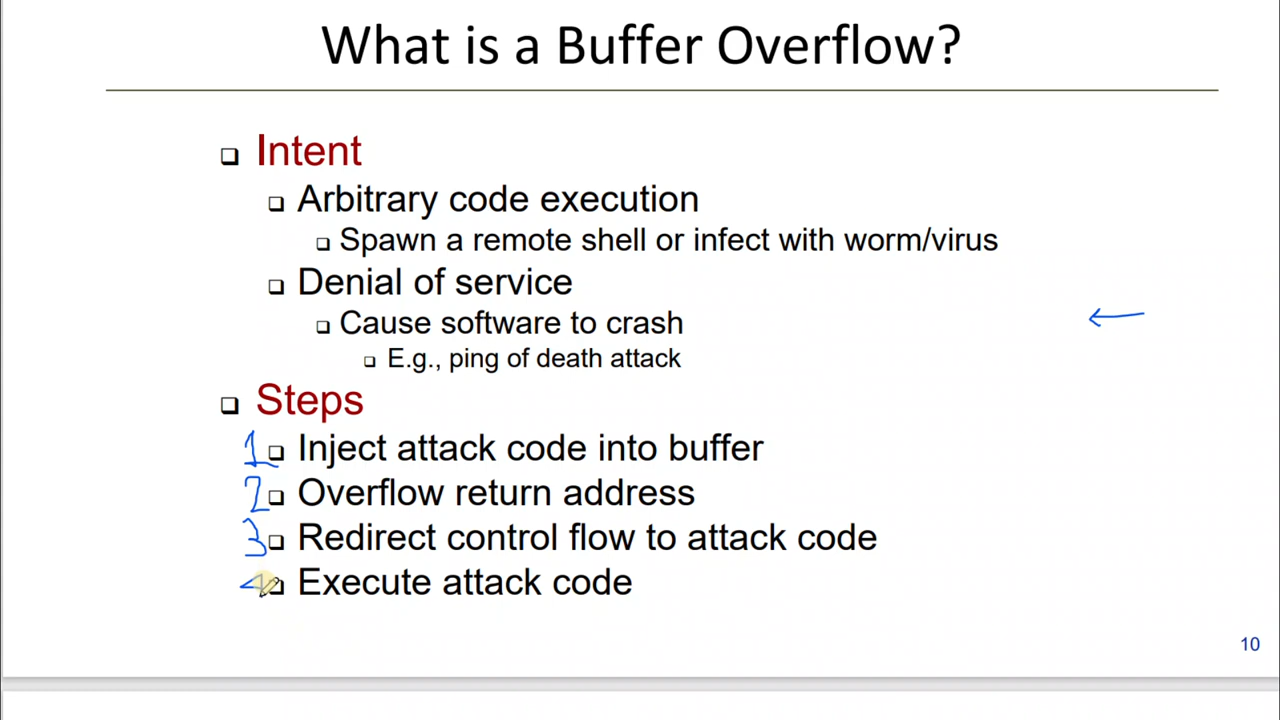 What is a Buffer Overflow?
Intent
Arbitrary code execution
Spawn a remote shell or infect with worm/virus
Denial of service
Cause software to crash
E.g., ping of death attack
Steps
1 Inject attack code into buffer
2 Overflow return address
3 Redirect control flow to attack code
4 Execute attack code
10